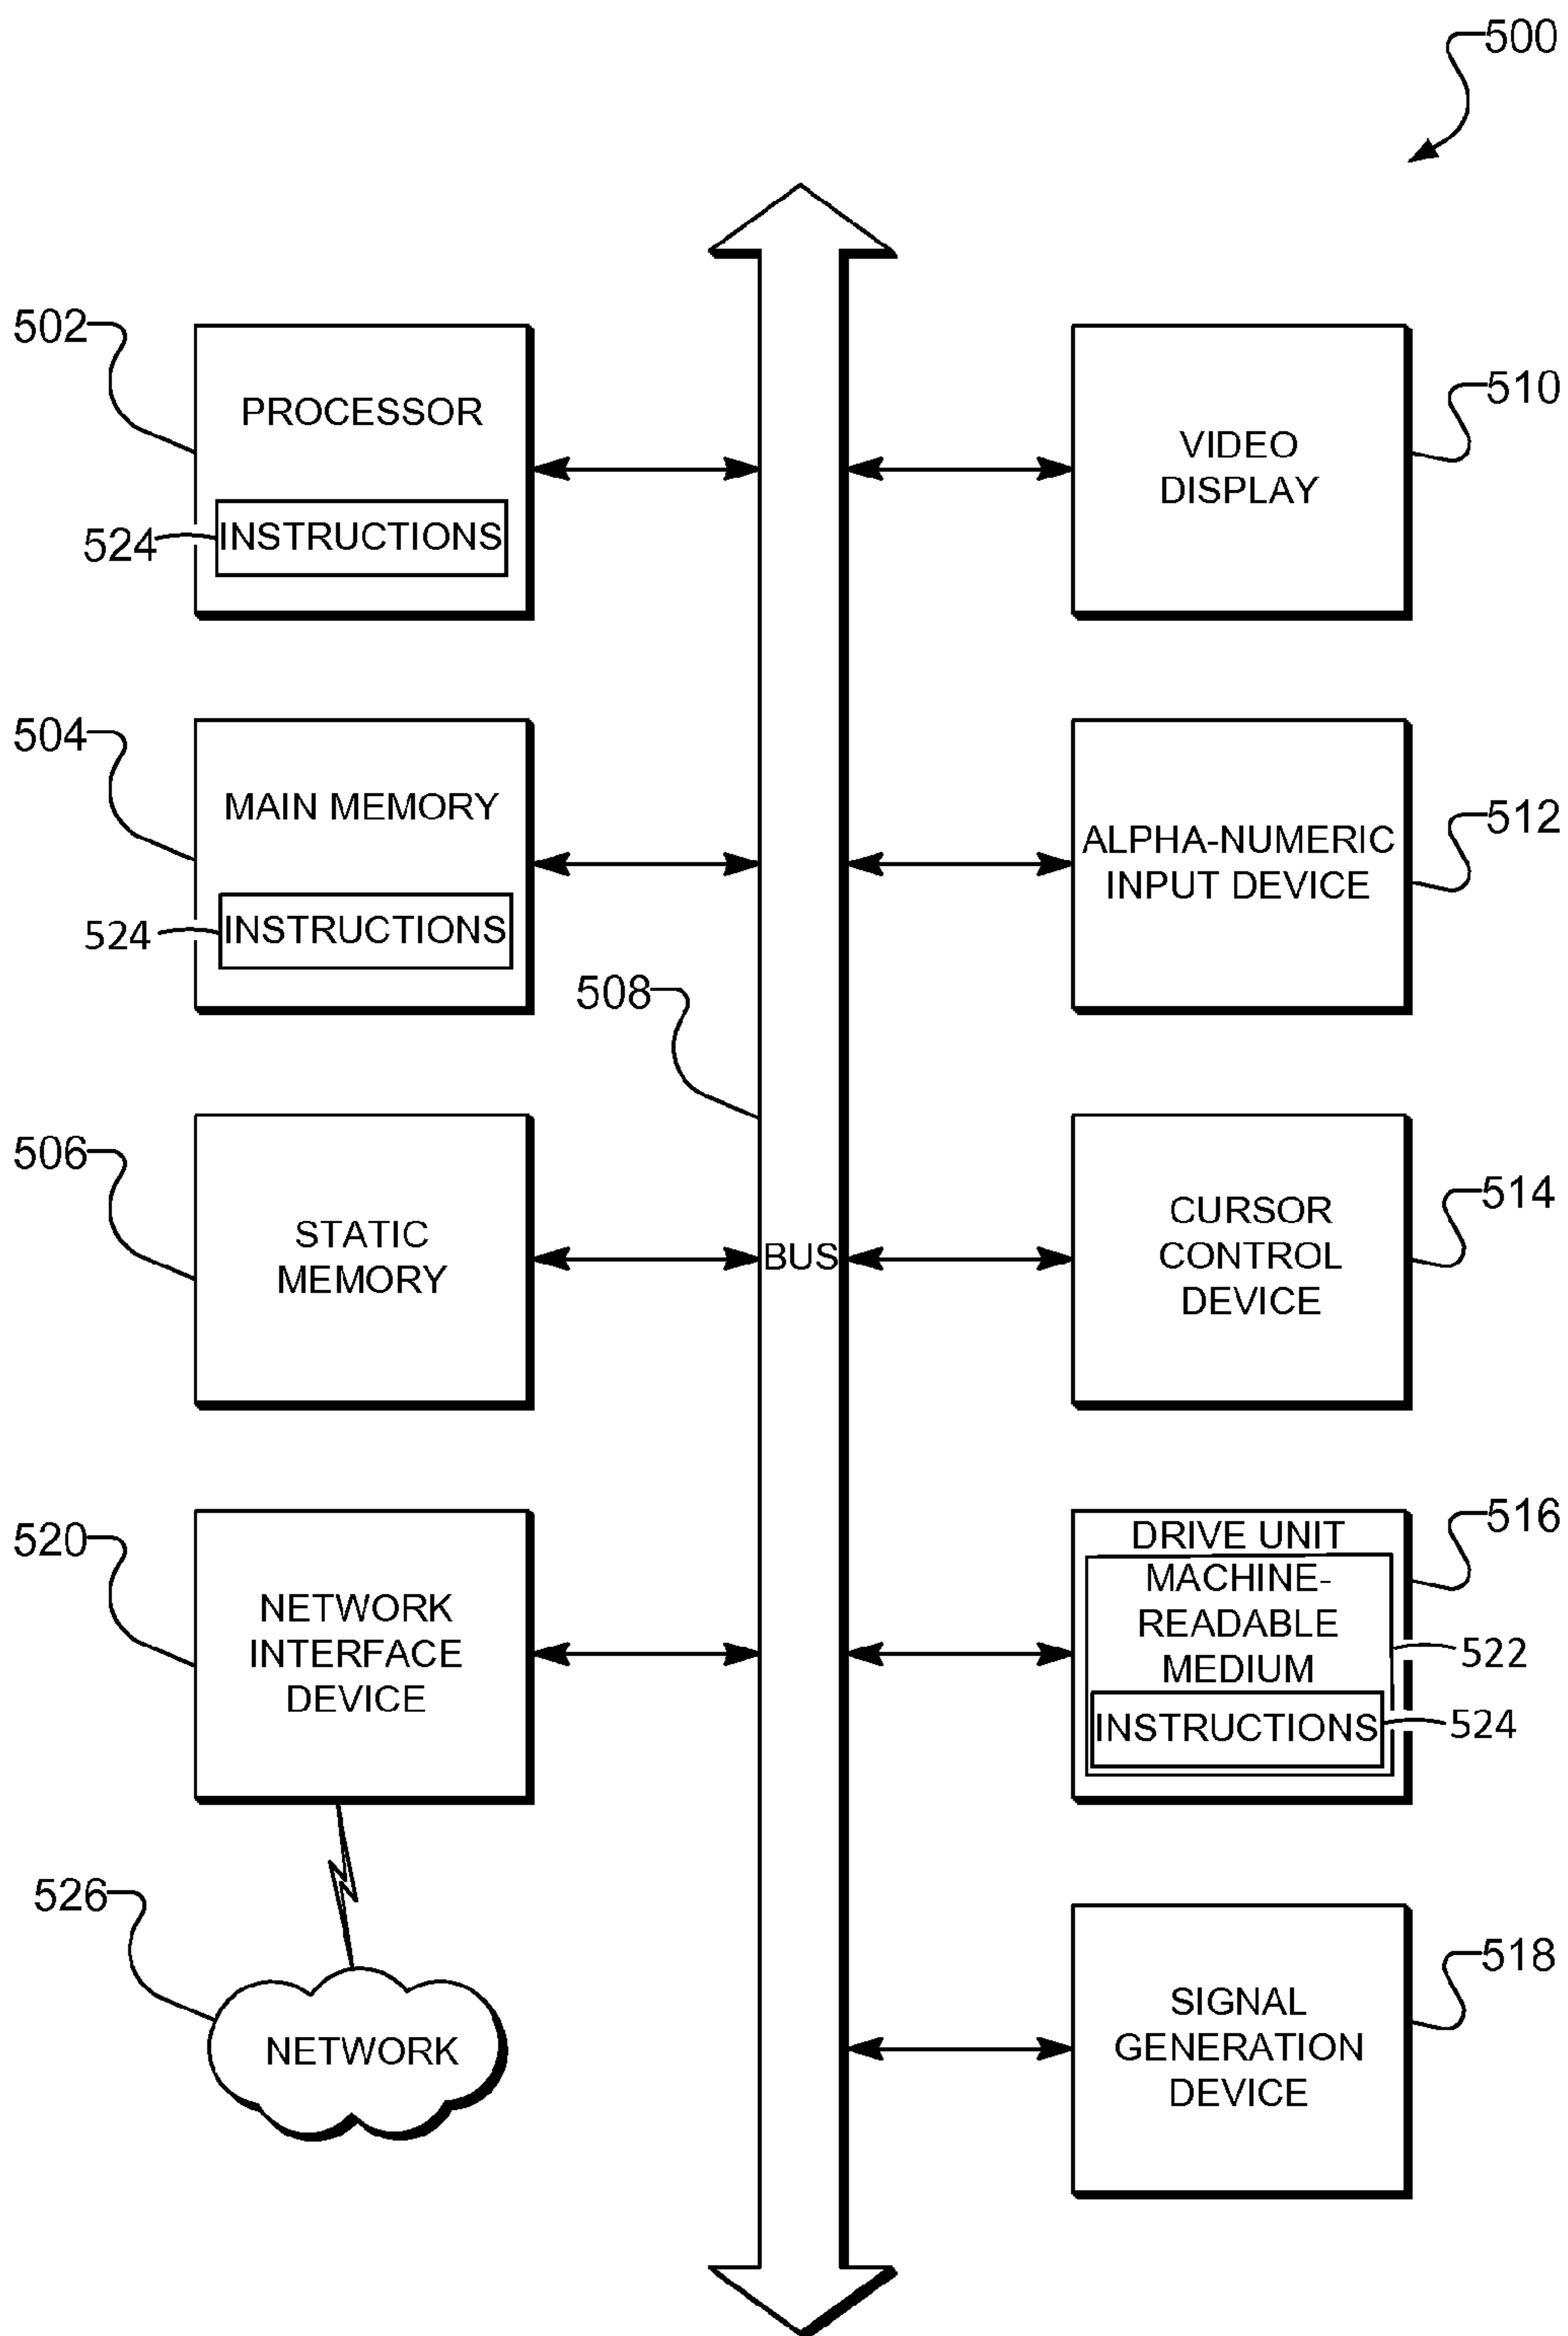 500
502
PROCESSOR
524
INSTRUCTIONS
510
VIDEO
DISPLAY
504
MAIN MEMORY
524
INSTRUCTIONS
512
ALPHA-NUMERIC
INPUT DEVICE
508
BUS
506
STATIC
MEMORY
514
CURSOR
CONTROL
DEVICE
520
NETWORK
INTERFACE
DEVICE
516
DRIVE UNIT
MACHINE-
READABLE
MEDIUM
522
INSTRUCTIONS
524
526
NETWORK
518
SIGNAL
GENERATION
DEVICE